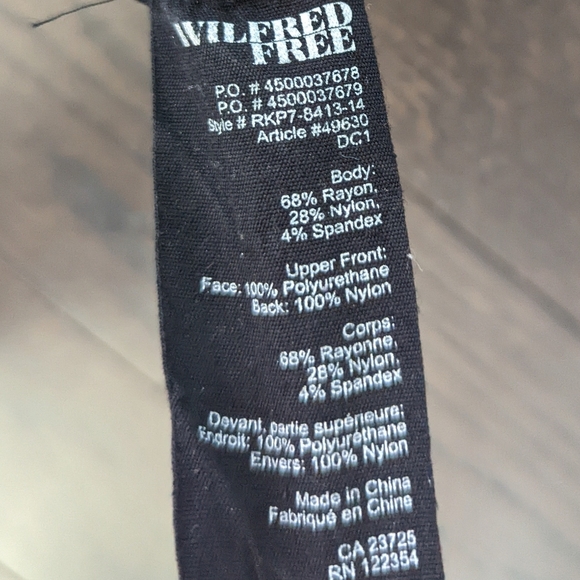 WILFRED
FREE
P.O. # 4500037678
P.O. # 4500037679
Style # RKP7-8413-14
Article #49630
DC1
Body:
68% Rayon,
28% Nylon,
4% Spandex
Upper Front:
Face: 100% Polyurethane
Back: 100% Nylon
Corps:
68% Rayonne,
28% Nylon,
4% Spandex
Devant, partie supérieure:
Endroit: 100% Polyuréthane
Envers: 100% Nylon
Made in China
Fabriqué en Chine
CA 23725
RN 122354